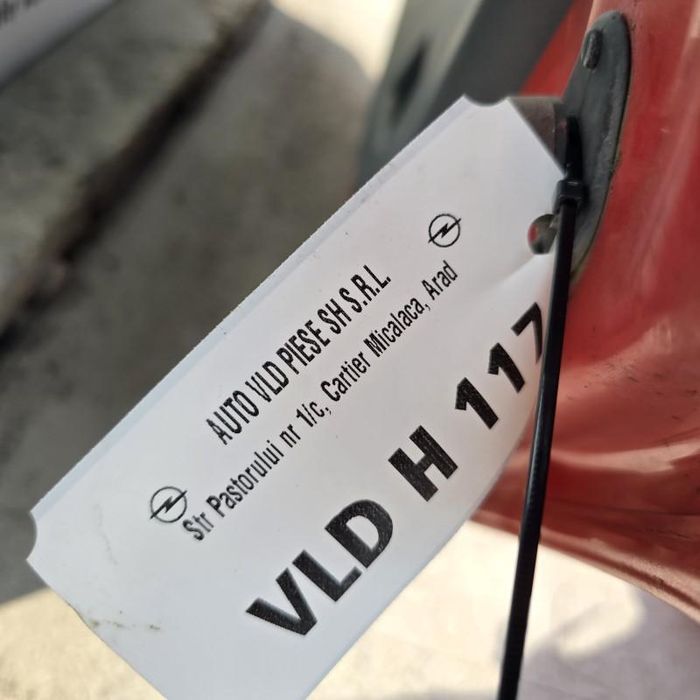 AUTO VLD PIESE SH S.R.L.
Str Pastorului nr 1/c, Cartier Micalaca, Arad
VLD H 117